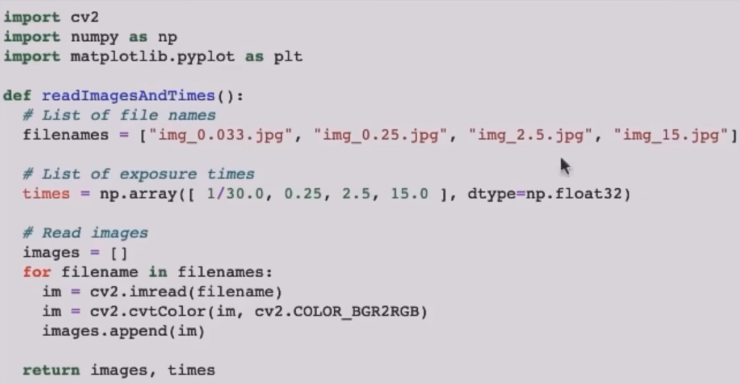 import cv2
import numpy as np
import matplotlib.pyplot as plt
def readImagesAndTimes():
# List of file names
filenames = ["img_0.033.jpg", "img_0.25.jpg", "img_2.5.jpg", "img_15.jpg"]
# List of exposure times
times = np.array([ 1/30.0, 0.25, 2.5, 15.0 ], dtype=np.float32)
# Read images
images = []
for filename in filenames:
im = cv2.imread(filename)
im = cv2.cvtColor(im, cv2.COLOR_BGR2RGB)
images.append(im)
return images, times